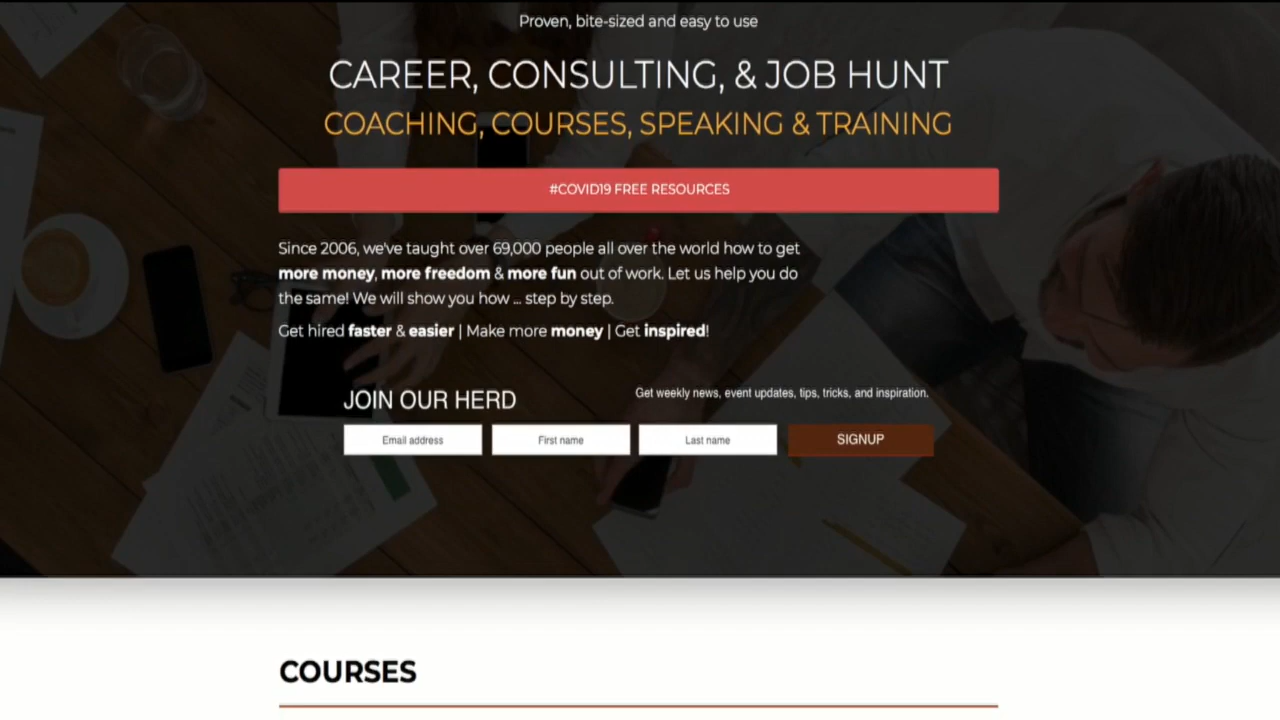 Proven, bite-sized and easy to use
CAREER, CONSULTING, & JOB HUNT
COACHING, COURSES, SPEAKING & TRAINING
#COVID19 FREE RESOURCES
Since 2006, we've taught over 69,000 people all over the world how to get
more money, more freedom & more fun out of work. Let us help you do
the same! We will show you how ... step by step.
Get hired faster & easier | Make more money | Get inspired!
JOIN OUR HERD
Get weekly news, event updates, tips, tricks, and inspiration.
Email address
First name
Last name
SIGNUP
COURSES